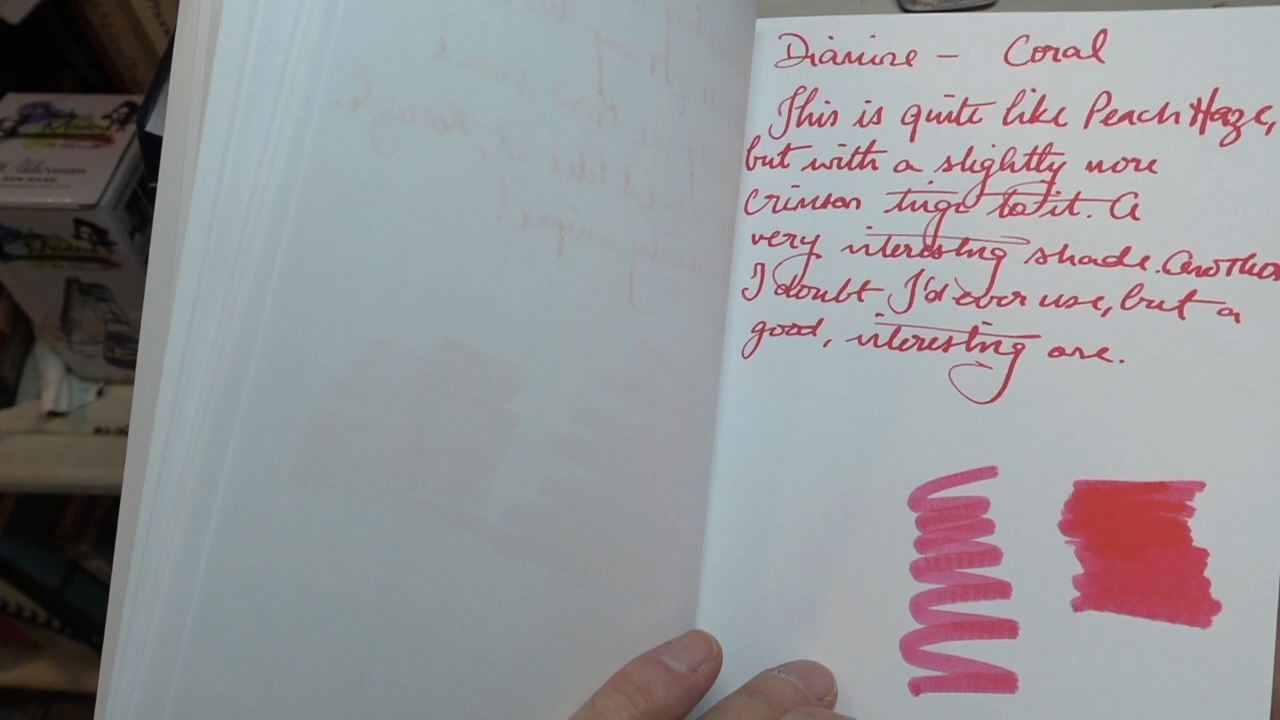 Diamine - Coral
This is quite like Peach Haze,
but with a slightly more
crimson tinge to it. A
very interesting shade. Another
I doubt I'd ever use, but a
good, interesting one.